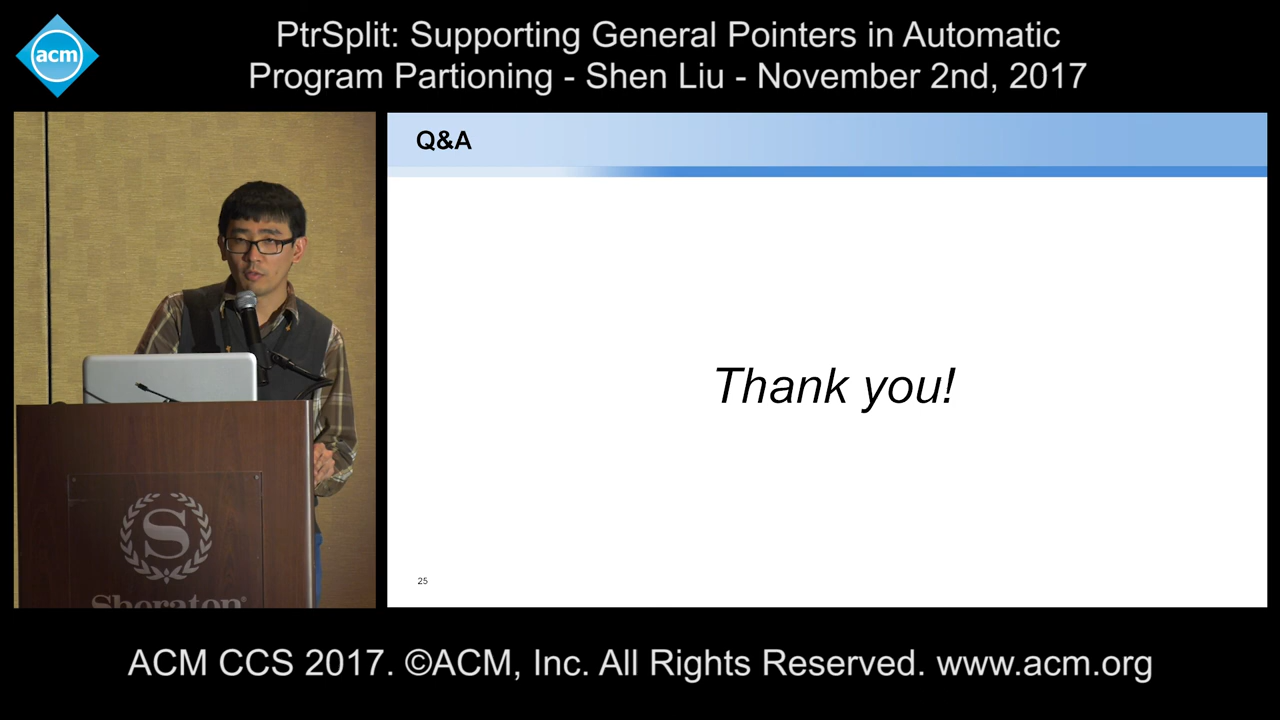 acm
PtrSplit: Supporting General Pointers in Automatic
Program Partioning - Shen Liu - November 2nd, 2017
Q&A
Thank you!
25
S
Sheraton®
ACM CCS 2017. ©ACM, Inc. All Rights Reserved. www.acm.org